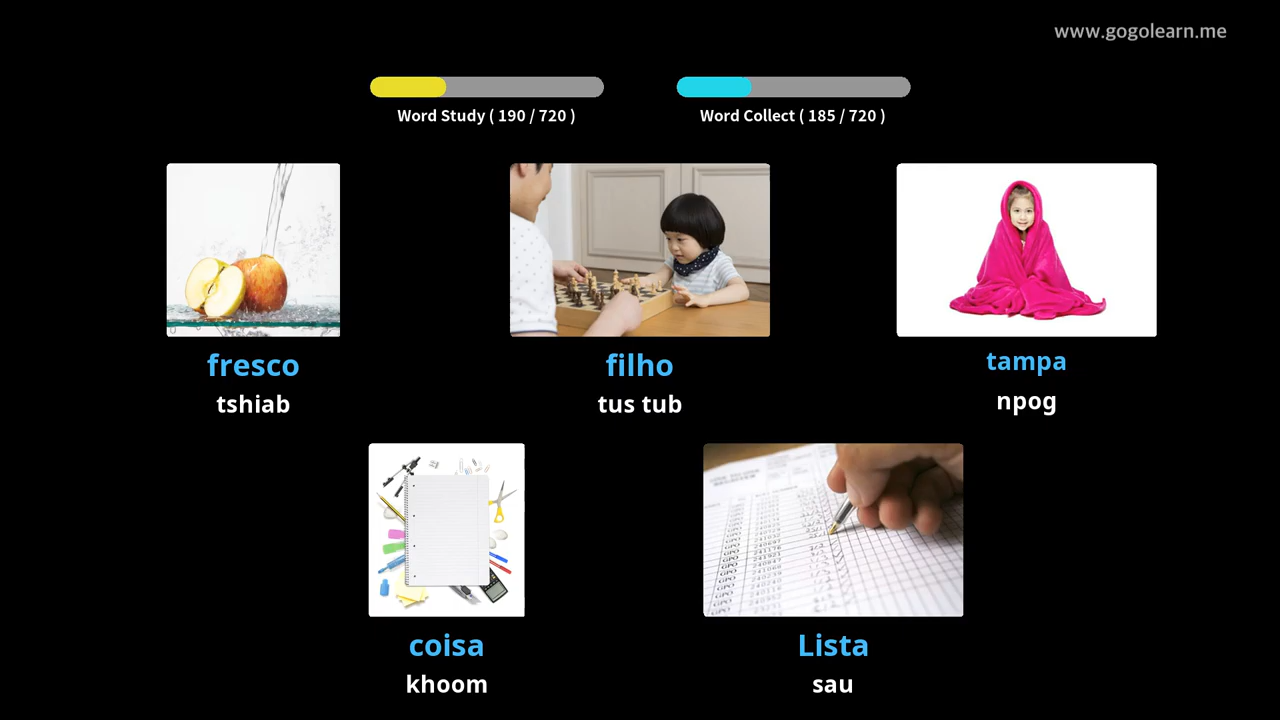 www.gogolearn.me
Word Study ( 190 / 720 )
Word Collect ( 185 / 720 )
fresco
tshiab
filho
tus tub
tampa
npog
coisa
khoom
Lista
sau